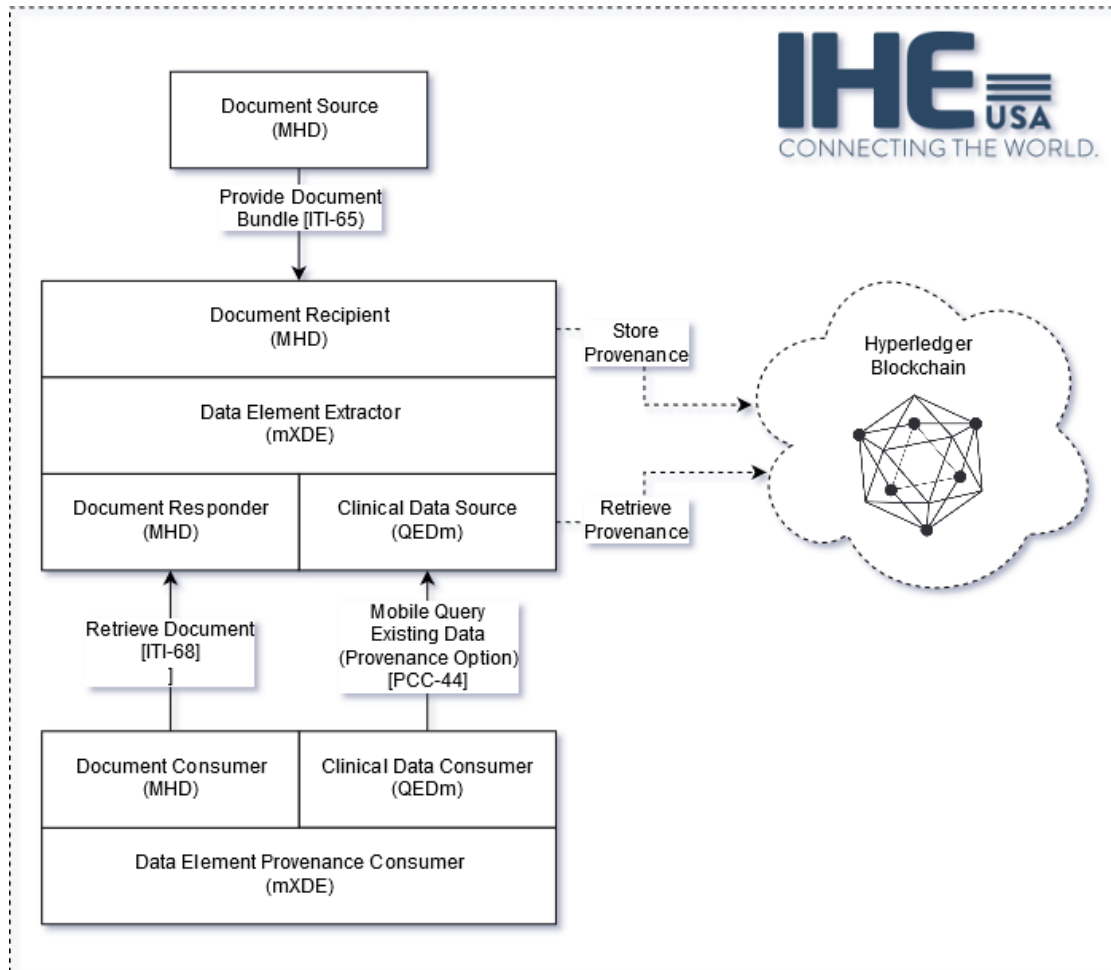 IHE
USA
CONNECTING THE WORLD.
Document Source
(MHD)
Provide Document
Bundle [ITI-65)
Document Recipient
(MHD)
Store
Provenance
Hyperledger
Blockchain
Data Element Extractor
(mXDE)
Document Responder
(MHD)
Clinical Data Source
(QEDm)
Retrieve
Provenance
Retrieve Document
[ITI-68]
]
Mobile Query
Existing Data
(Provenance Option)
[PCC-44]
Document Consumer
(MHD)
Clinical Data Consumer
(QEDm)
Data Element Provenance Consumer
(mXDE)